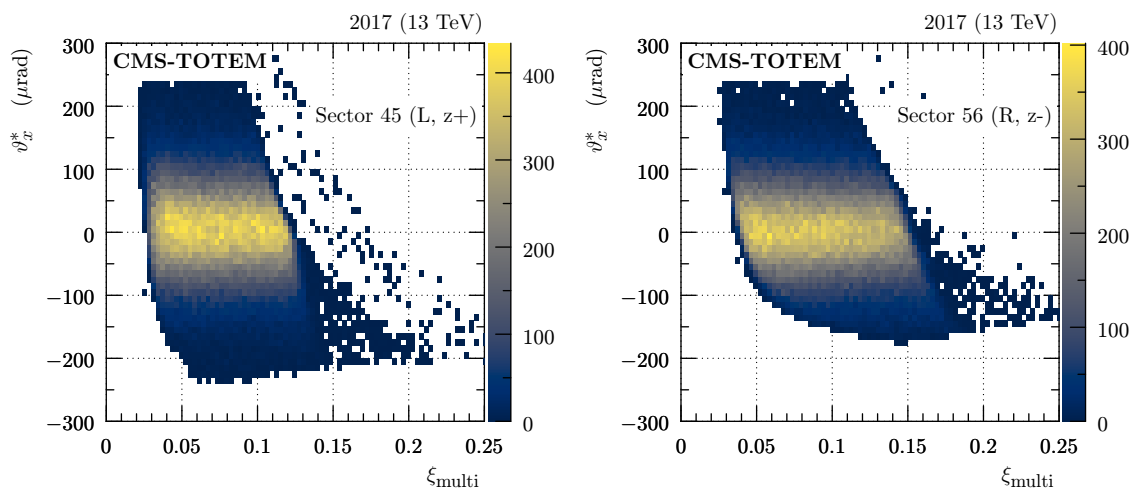 2017 (13 TeV)
CMS-TOTEM
Sector 45 (L, z+)
ϑ*x (μrad)
300
200
100
0
−100
−200
−300
0 0.05 0.1 0.15 0.2 0.25
ξmulti
400
300
200
100
0
2017 (13 TeV)
CMS-TOTEM
Sector 56 (R, z-)
ϑ*x (μrad)
300
200
100
0
−100
−200
−300
0 0.05 0.1 0.15 0.2 0.25
ξmulti
400
300
200
100
0